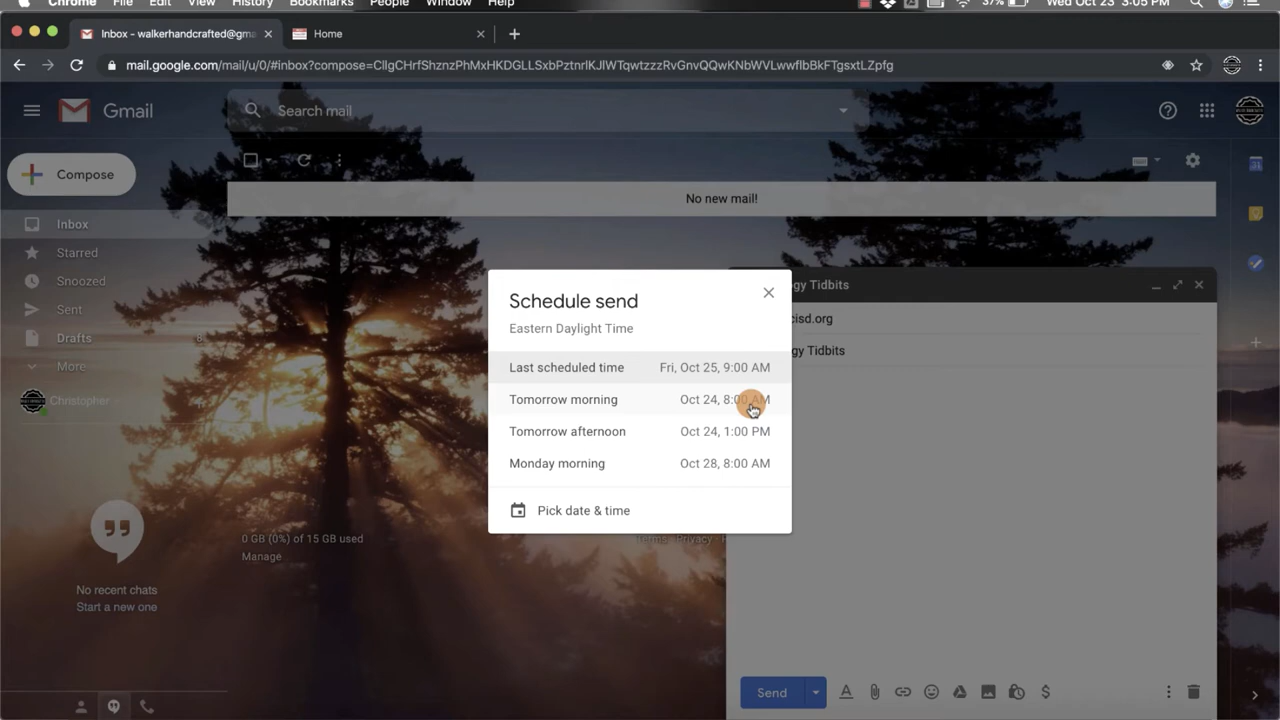 Chrome File Edit View History Bookmarks People Window Help 37% Wed Oct 23 3:05 PM
Inbox - walkerhandcrafted@gma Home
mail.google.com/mail/u/0/#inbox?compose=CllgCHrfShznzPhMxHKDGLLSxbPztnrlKJlWTqwtzzzRvGnvQQwKNbWVLwwflbBkFTgsxtLZpfg
Gmail Search mail
Compose
No new mail!
Inbox
Starred
Snoozed
Sent
Drafts 8
More
Christopher
gy Tidbits
cisd.org
gy Tidbits
Schedule send
Eastern Daylight Time
Last scheduled time Fri, Oct 25, 9:00 AM
Tomorrow morning Oct 24, 8:00 AM
Tomorrow afternoon Oct 24, 1:00 PM
Monday morning Oct 28, 8:00 AM
Pick date & time
0 GB (0%) of 15 GB used
Manage
Terms · Privacy ·
No recent chats
Start a new one
Send